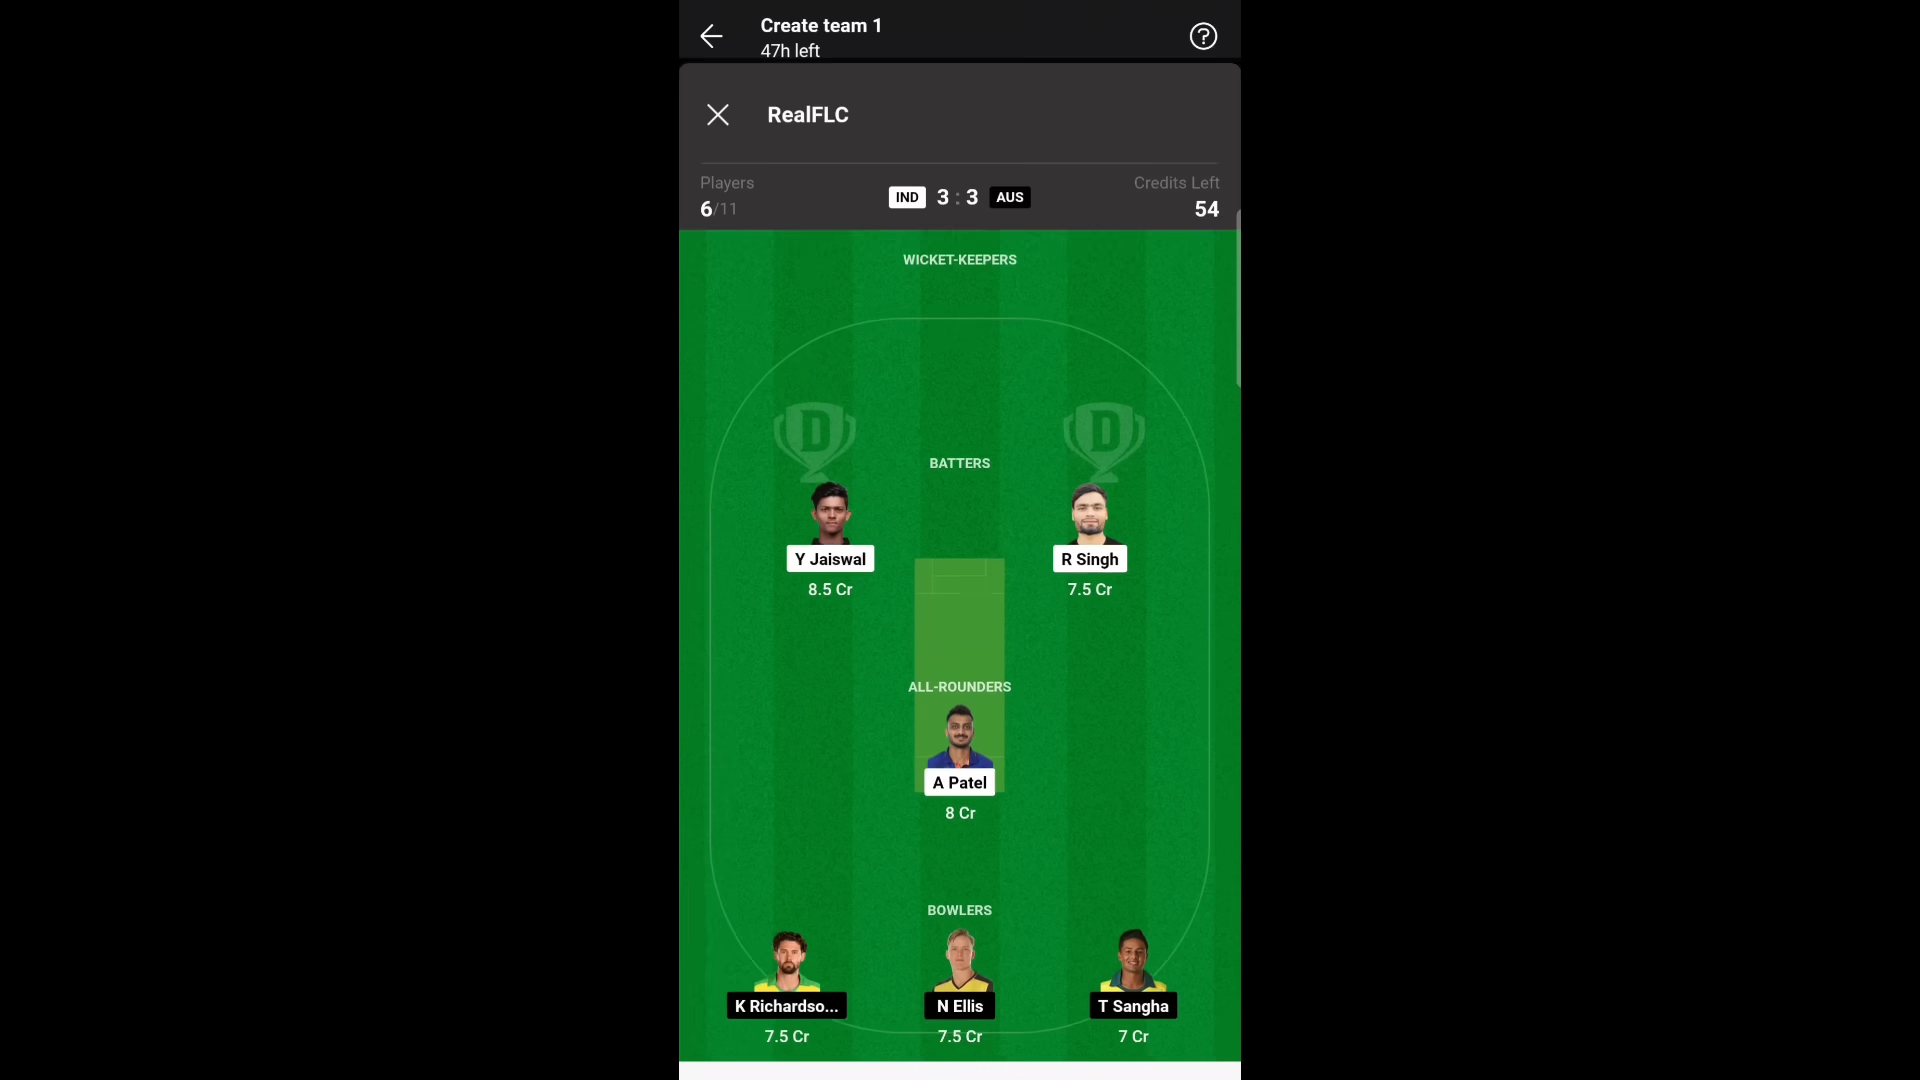 Create team 1
47h left
RealFLC
Players
6/11
IND 3 : 3 AUS
Credits Left
54
WICKET-KEEPERS
D D
BATTERS
Y Jaiswal R Singh
8.5 Cr 7.5 Cr
ALL-ROUNDERS
A Patel
8 Cr
BOWLERS
K Richardso... N Ellis T Sangha
7.5 Cr 7.5 Cr 7 Cr